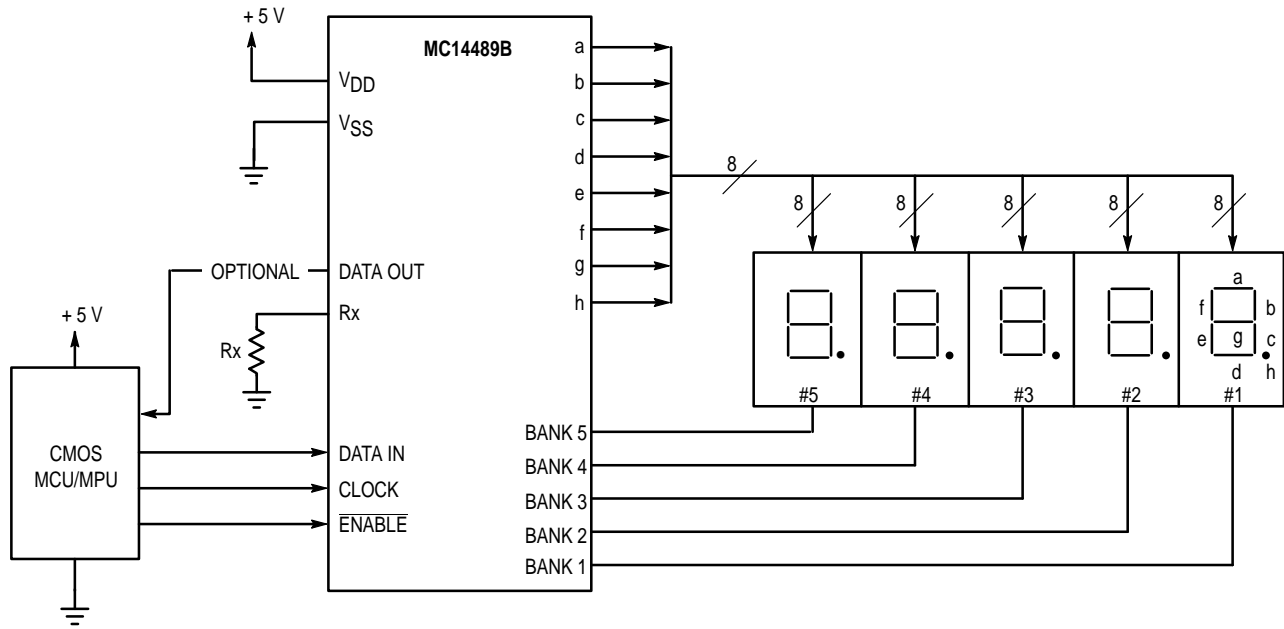 + 5 V
MC14489B
VDD
VSS
a
b
c
d
e
f
g
h
8
8
8
8
8
8
OPTIONAL
DATA OUT
Rx
Rx
+ 5 V
CMOS
MCU/MPU
DATA IN
CLOCK
ENABLE
BANK 5
BANK 4
BANK 3
BANK 2
BANK 1
a
f
b
e
g
c
d
h
#5
#4
#3
#2
#1